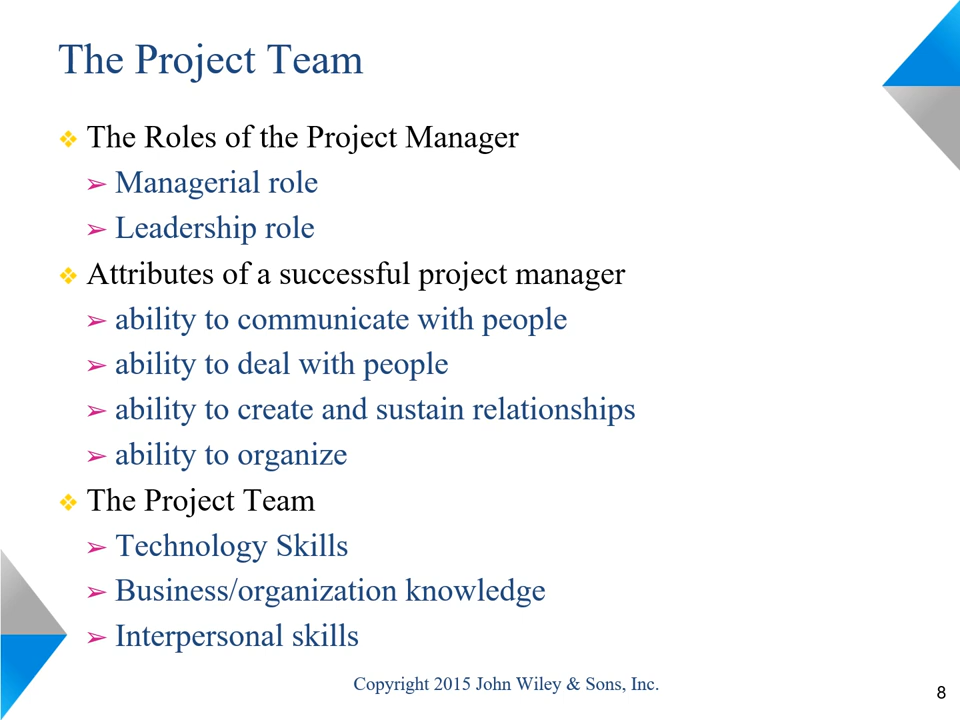 The Project Team
❖ The Roles of the Project Manager
➢ Managerial role
➢ Leadership role
❖ Attributes of a successful project manager
➢ ability to communicate with people
➢ ability to deal with people
➢ ability to create and sustain relationships
➢ ability to organize
❖ The Project Team
➢ Technology Skills
➢ Business/organization knowledge
➢ Interpersonal skills
Copyright 2015 John Wiley & Sons, Inc.
8